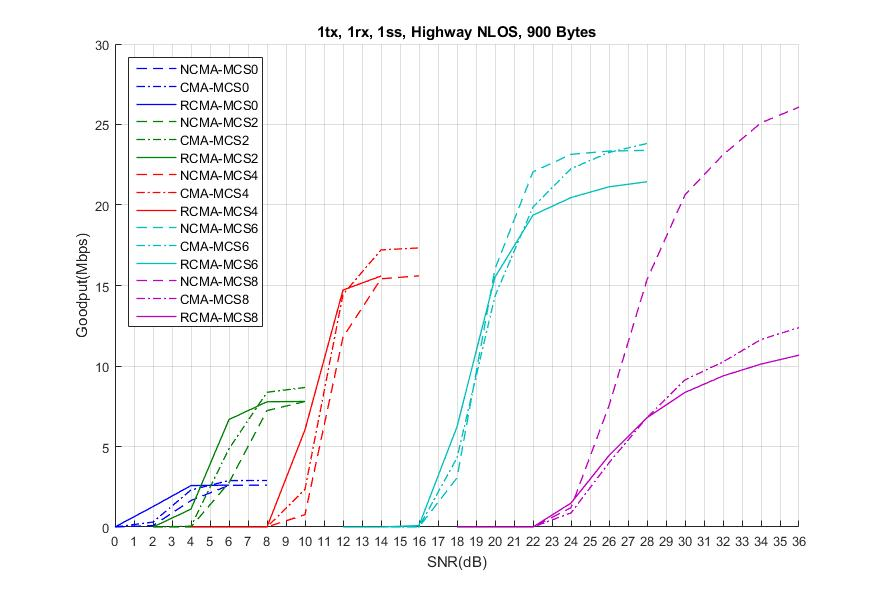 1tx, 1rx, 1ss, Highway NLOS, 900 Bytes
30
25
20
15
10
5
0
Goodput(Mbps)
NCMA-MCS0
CMA-MCS0
RCMA-MCS0
NCMA-MCS2
CMA-MCS2
RCMA-MCS2
NCMA-MCS4
CMA-MCS4
RCMA-MCS4
NCMA-MCS6
CMA-MCS6
RCMA-MCS6
NCMA-MCS8
CMA-MCS8
RCMA-MCS8
0 1 2 3 4 5 6 7 8 9 10 11 12 13 14 15 16 17 18 19 20 21 22 23 24 25 26 27 28 29 30 31 32 33 34 35 36
SNR(dB)